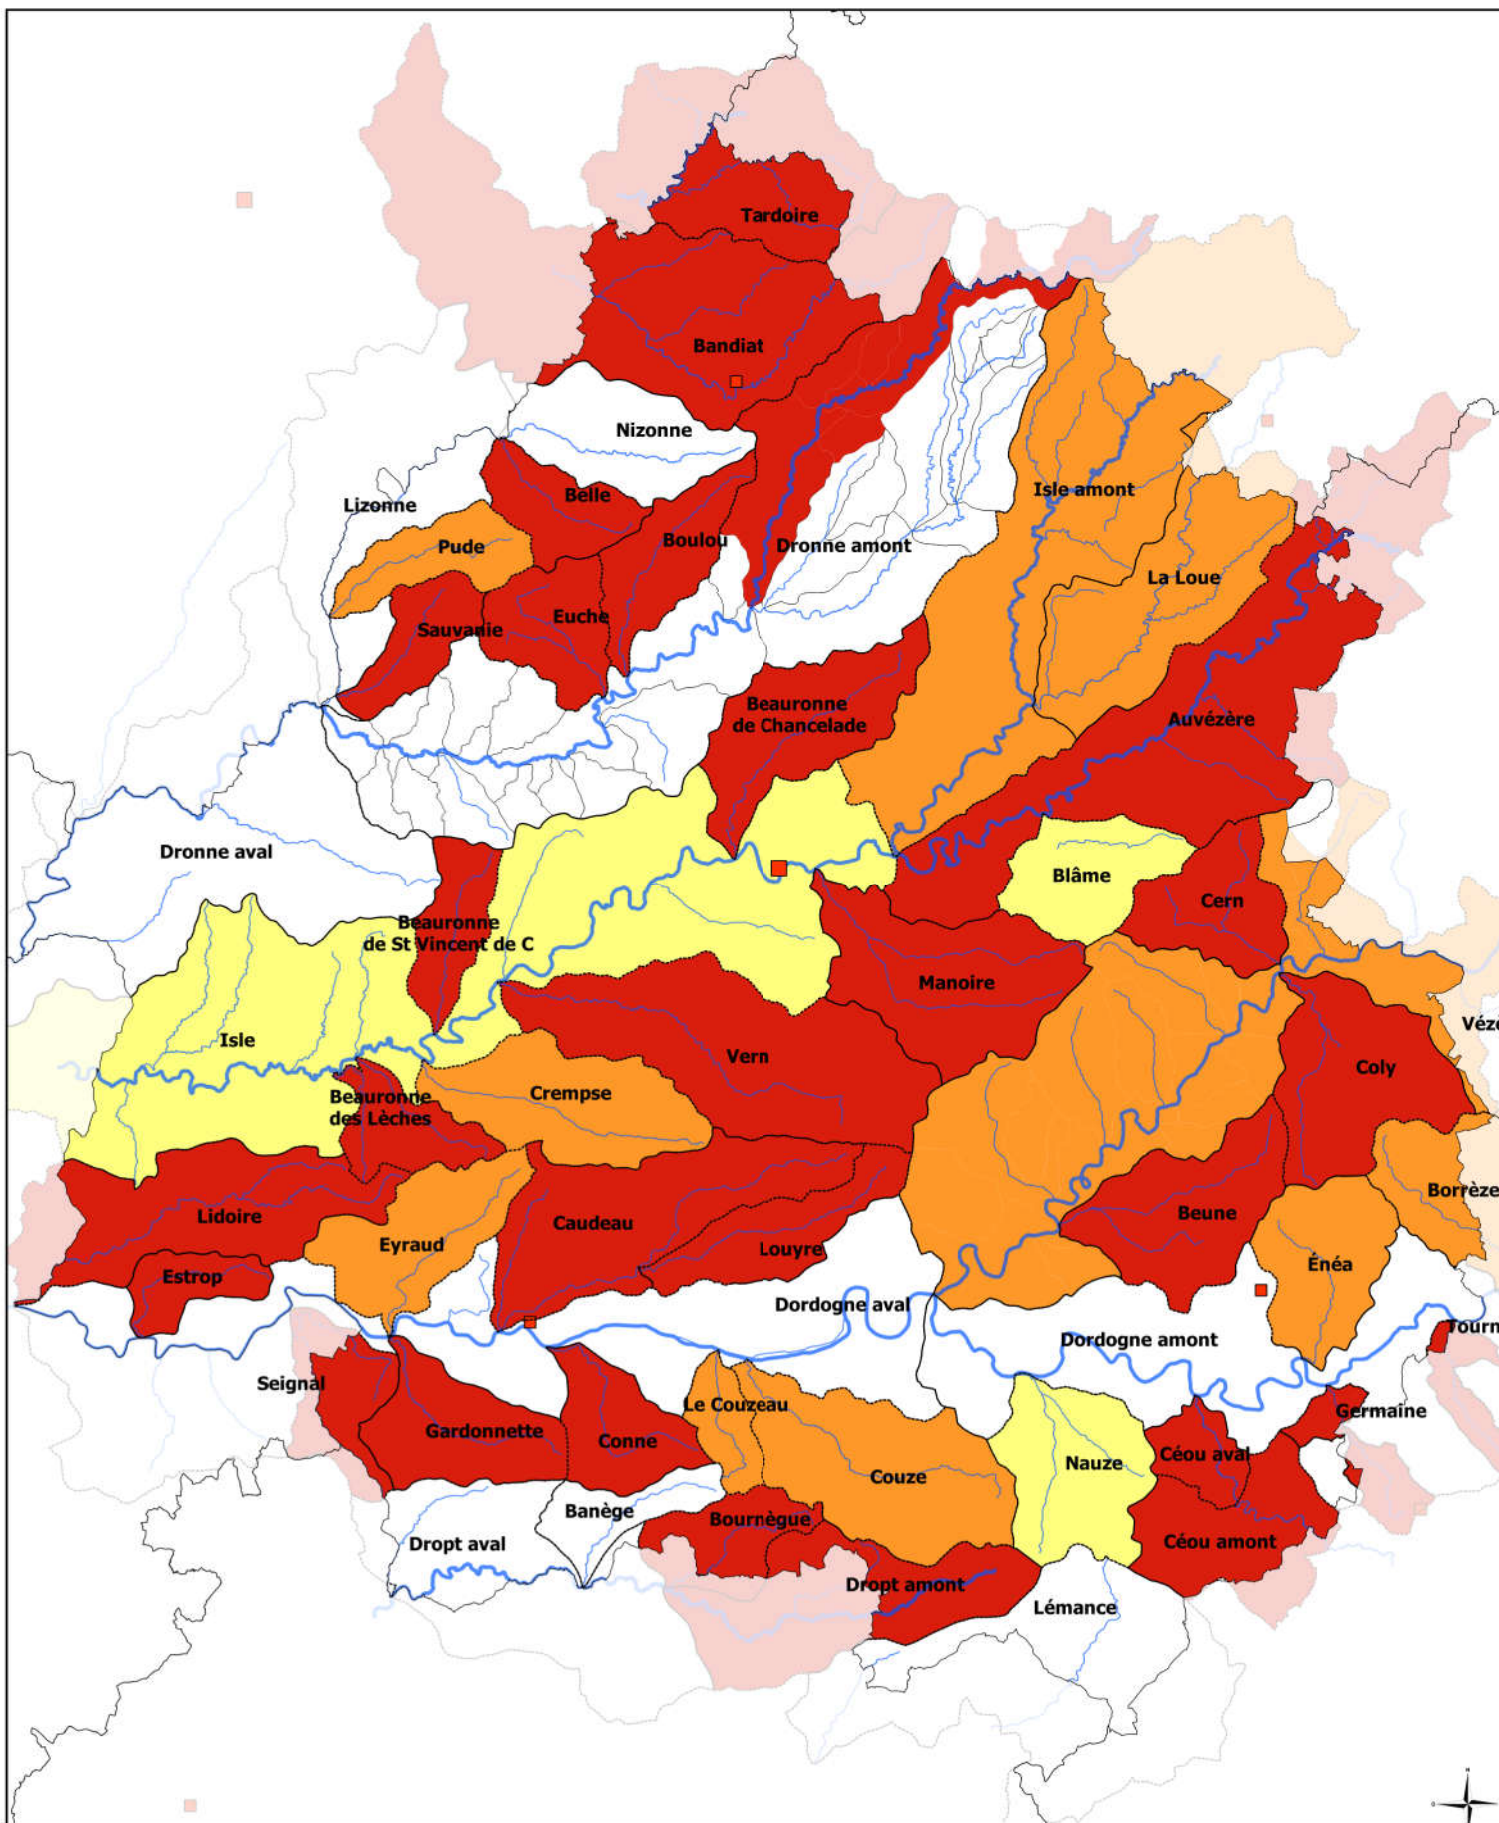 Tardoire
Bandiat
Nizonne
Belle
Isle amont
Lizonne
Boulou
Dronne amont
Pude
La Loue
Euche
Sauvanie
Beauronne
de Chancelade
Auvézère
Dronne aval
Blâme
Cern
Beauronne
de St Vincent de C
Manoire
Vézè
Isle
Vern
Coly
Crempse
Beauronne
des Lèches
Borrèze
Lidoire
Caudeau
Beune
Eyraud
Louyre
Énéa
Estrop
Dordogne aval
Tourn
Dordogne amont
Seignal
Le Couzeau
Germaine
Gardonnette
Conne
Céou aval
Nauze
Couze
Banège
Bournègue
Dropt aval
Céou amont
Dropt amont
Lémance